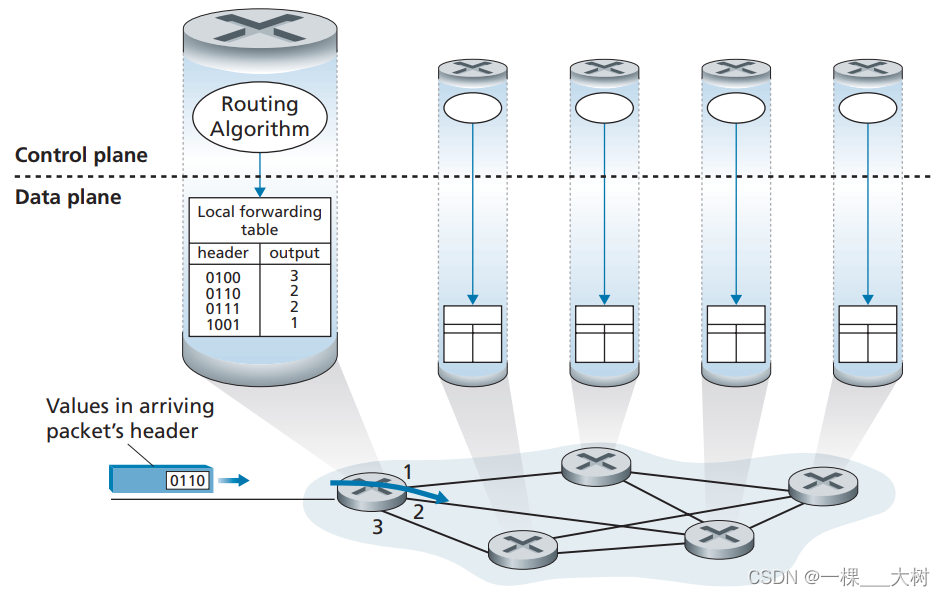 Routing
Algorithm
Control plane
Data plane
Local forwarding
table
header output
0100 3
0110 2
0111 2
1001 1
Values in arriving
packet's header
0110
1
2
3
CSDN @一棵___大树